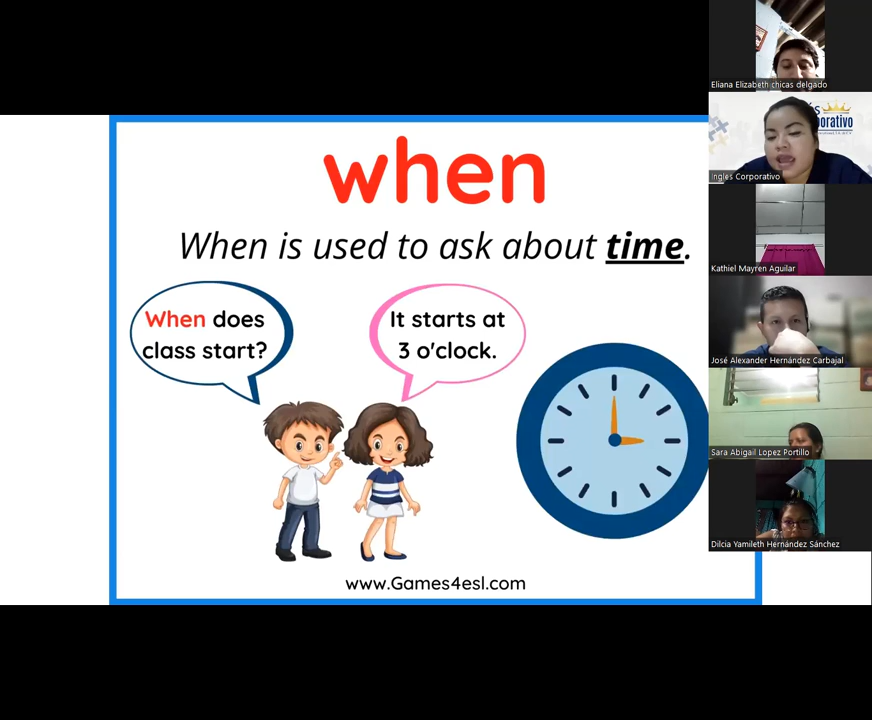 when
When is used to ask about time.
When does
class start?
It starts at
3 o'clock.
www.Games4esl.com
Eliana Elizabeth chicas delgado
Ingles Corporativo
Kathiel Mayren Aguilar
José Alexander Hernández Carbajal
Sara Abigail Lopez Portillo
Dilcia Yamileth Hernández Sánchez